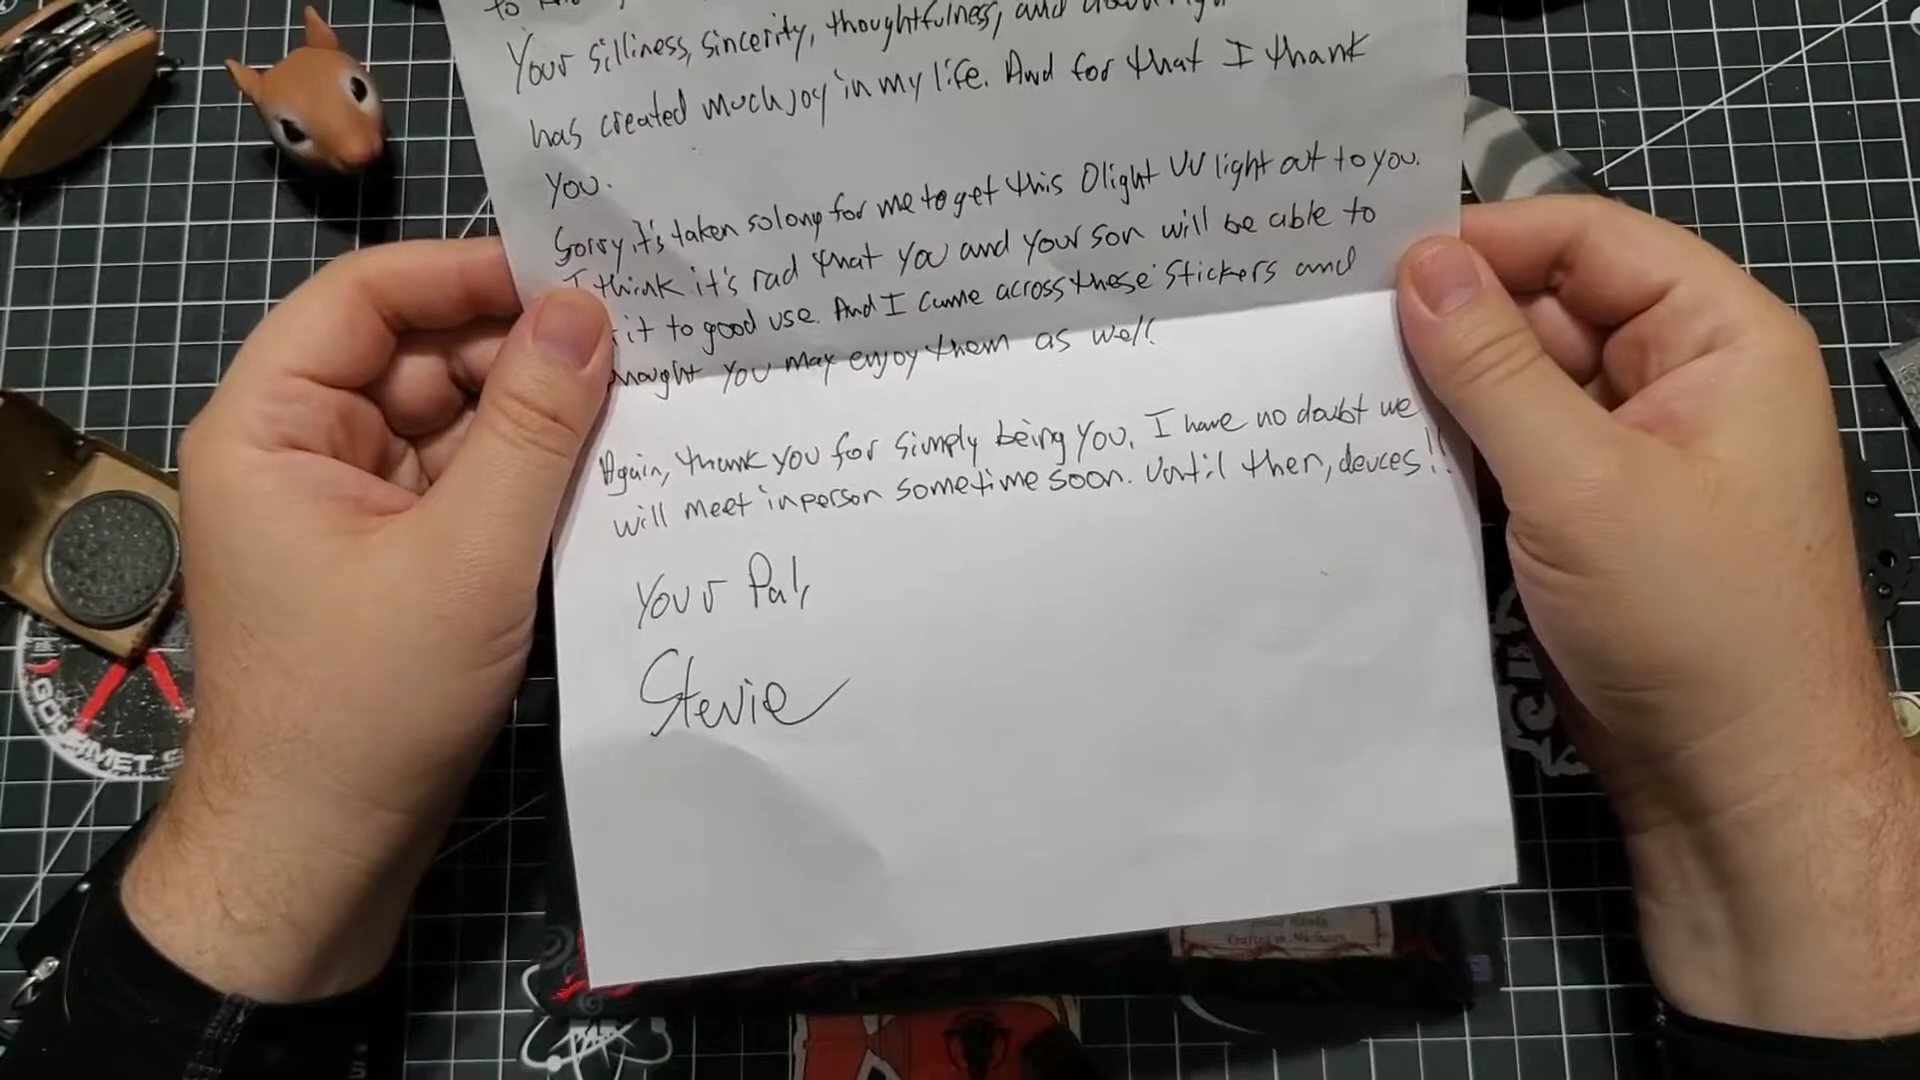 to
Your silliness, sincerity, thoughtfulness, and
has created much joy in my life. And for that I thank
you.
Sorry it's taken so long for me to get this Olight UV light out to you.
I think it's rad that you and your son will be able to
it to good use. And I came across these stickers and
thought you may enjoy them as well.
Again, thank you for simply being you. I have no doubt we
will meet in person sometime soon. Until then, deuces!!
Your Pal,
Stevie
GOURMET S